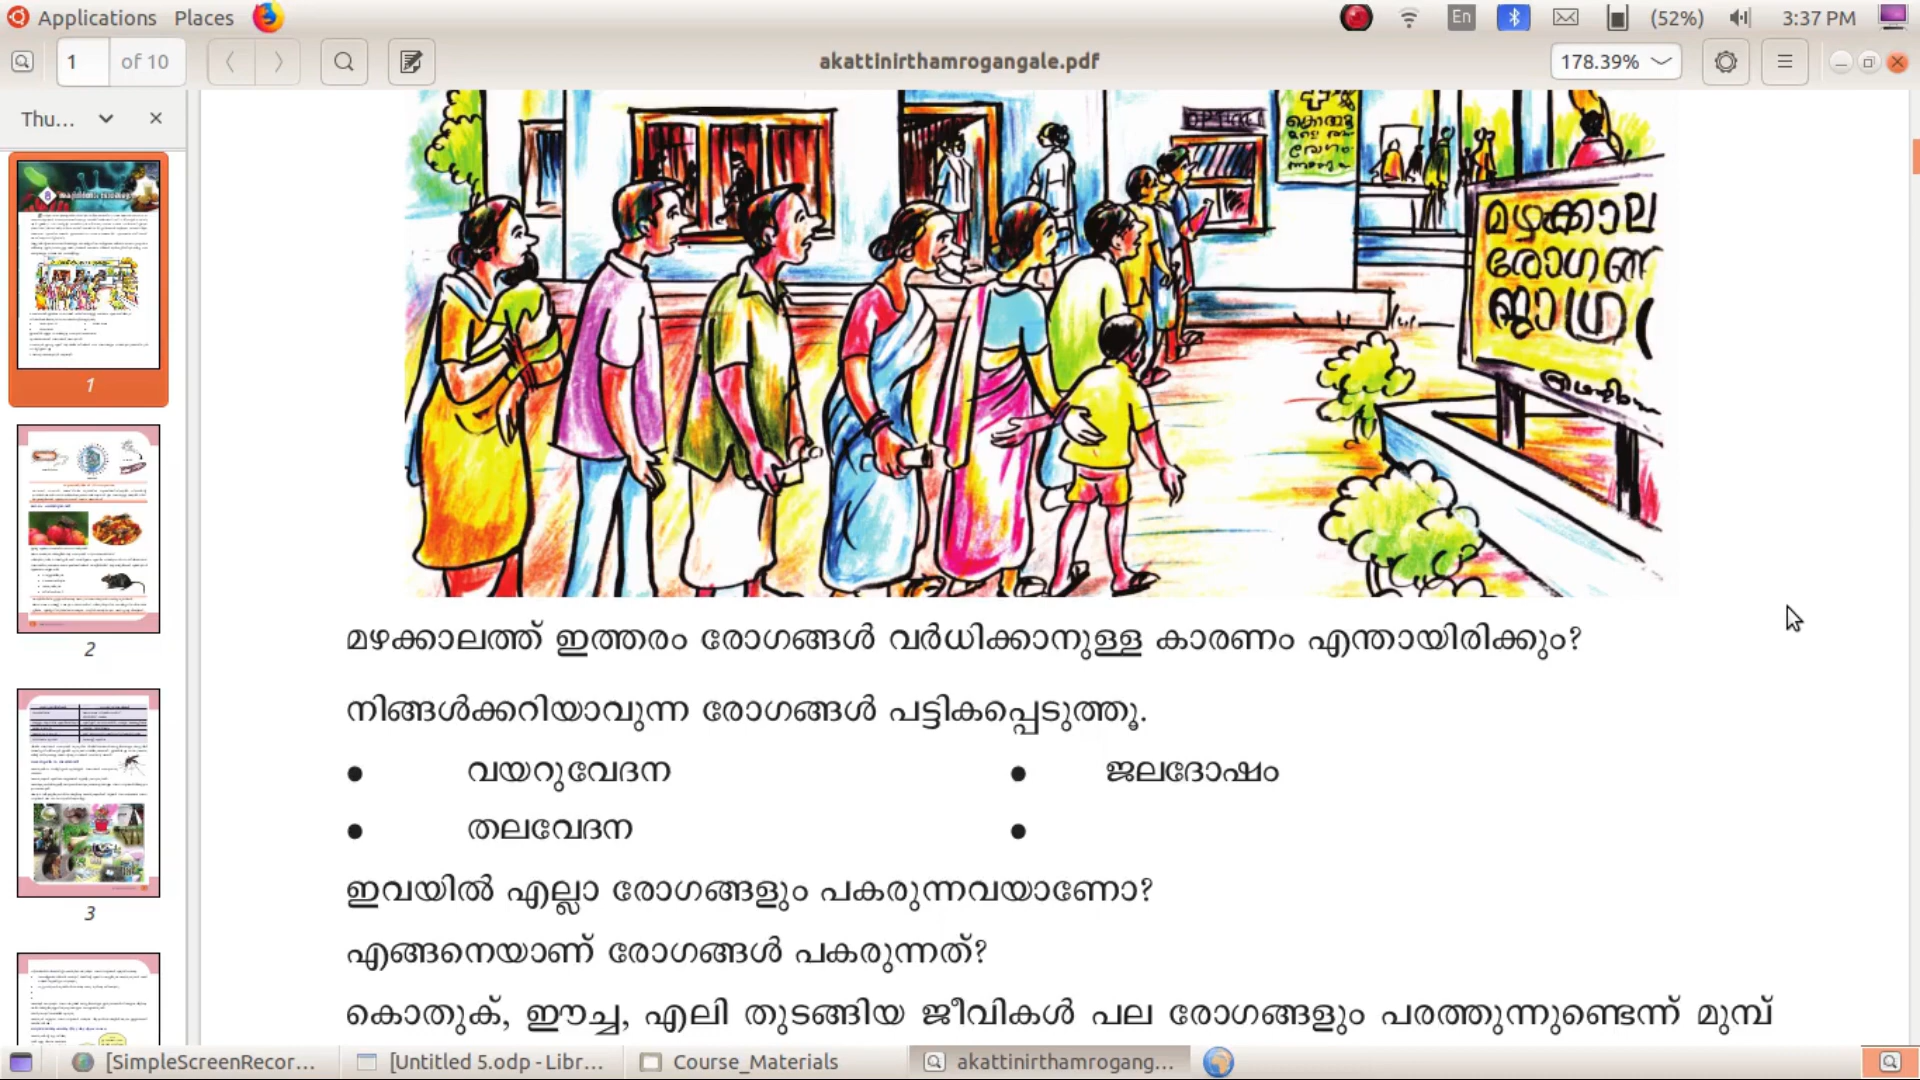 Applications Places En (52%) 3:37 PM
1 of 10 akattinirthamrogangale.pdf 178.39%
Thu...
OP TICKET
മഴക്കാല
രോഗങ്ങ
ജാഗ്ര
1
2
3
മഴക്കാലത്ത് ഇത്തരം രോഗങ്ങൾ വർധിക്കാനുള്ള കാരണം എന്തായിരിക്കും?
നിങ്ങൾക്കറിയാവുന്ന രോഗങ്ങൾ പട്ടികപ്പെടുത്തൂ.
● വയറുവേദന ● ജലദോഷം
● തലവേദന ●
ഇവയിൽ എല്ലാ രോഗങ്ങളും പകരുന്നവയാണോ?
എങ്ങനെയാണ് രോഗങ്ങൾ പകരുന്നത്?
കൊതുക്, ഈച്ച, എലി തുടങ്ങിയ ജീവികൾ പല രോഗങ്ങളും പരത്തുന്നുണ്ടെന്ന് മുമ്പ്
[SimpleScreenRecor... [Untitled 5.odp - Libr... Course_Materials akattinirthamrogang...